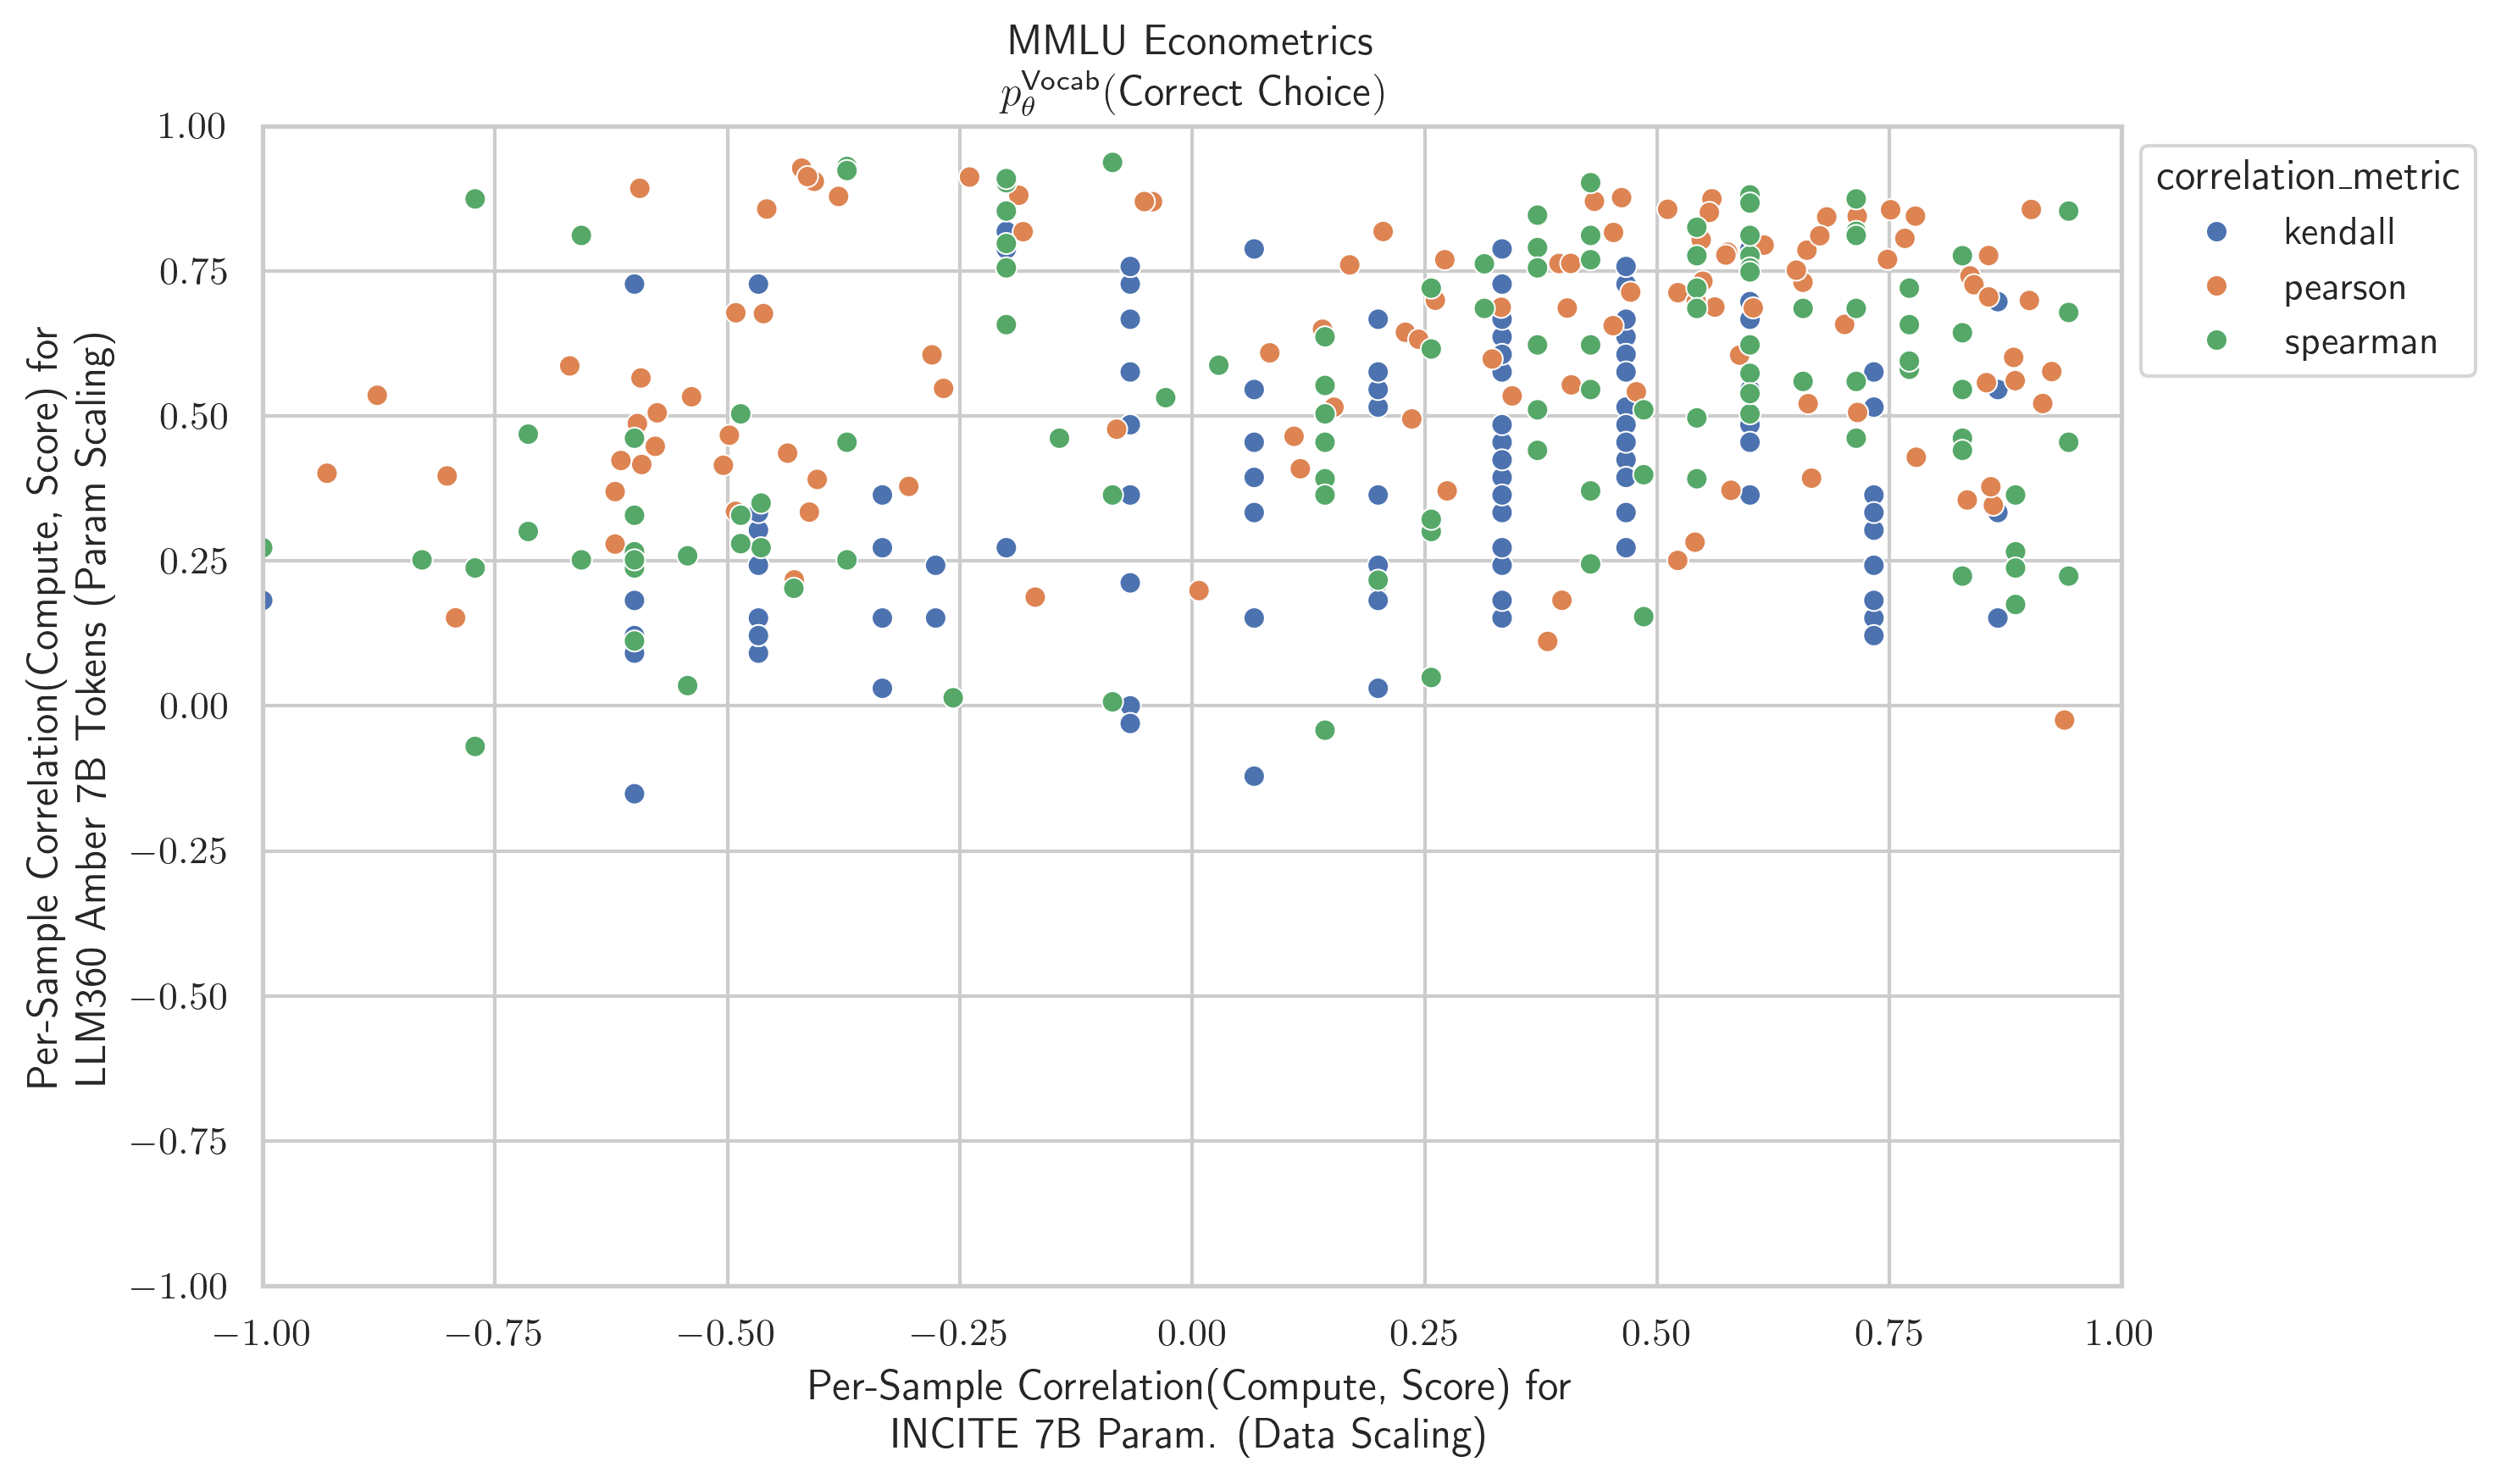 MMLU Econometrics
p_θ^Vocab(Correct Choice)
1.00
0.75
0.50
0.25
0.00
−0.25
−0.50
−0.75
−1.00
Per-Sample Correlation(Compute, Score) for
LLM360 Amber 7B Tokens (Param Scaling)
correlation_metric
kendall
pearson
spearman
−1.00 −0.75 −0.50 −0.25 0.00 0.25 0.50 0.75 1.00
Per-Sample Correlation(Compute, Score) for
INCITE 7B Param. (Data Scaling)